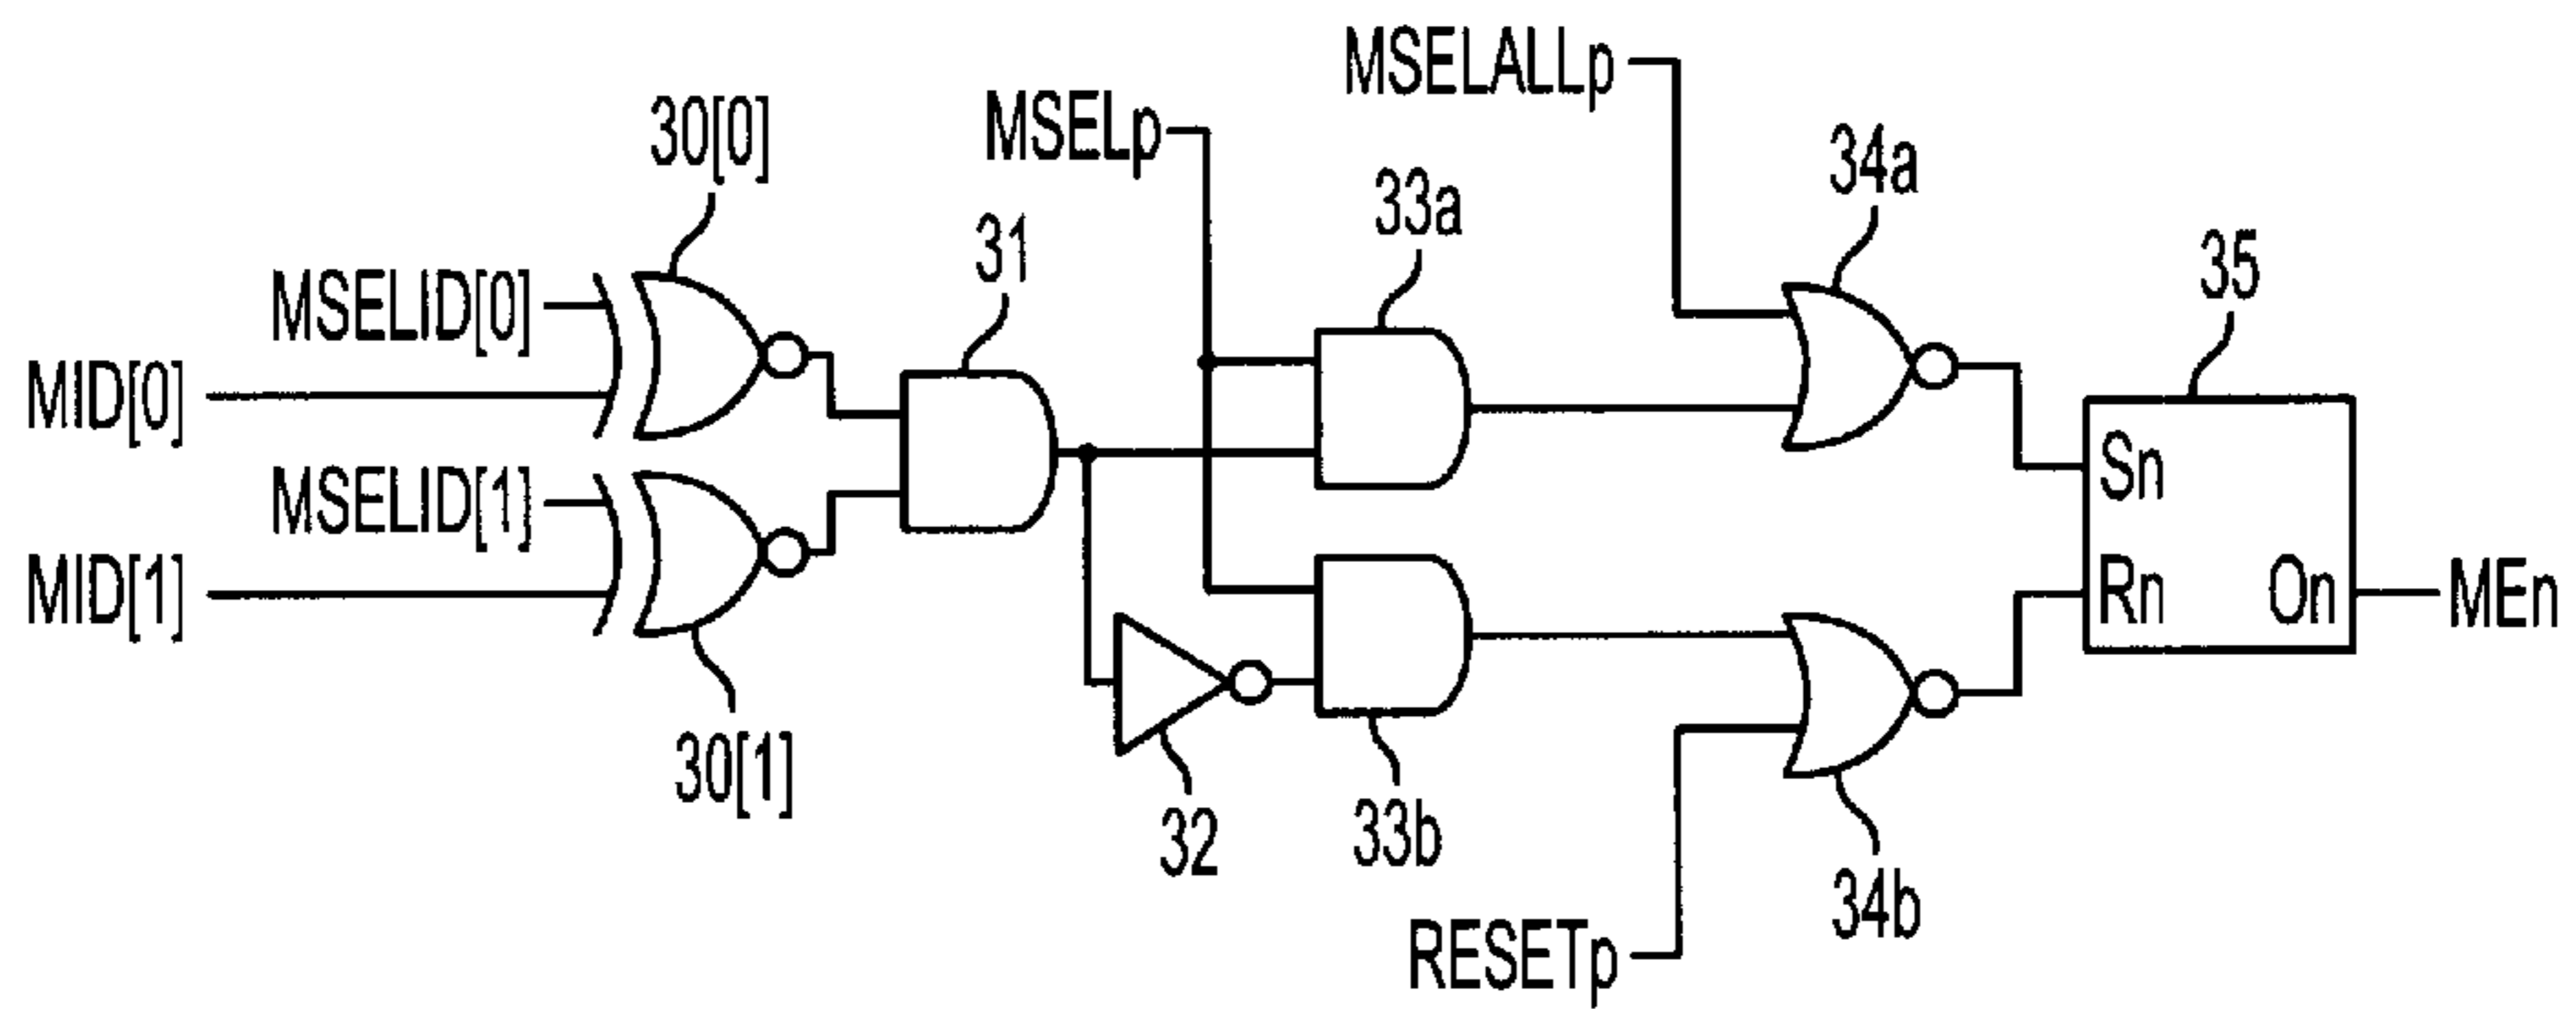 MSELALLp
MSELp
30[0]
34a
33a
31
35
MSELID[0]
MID[0]
Sn
MSELID[1]
MID[1]
Rn
On
MEn
30[1]
32
33b
34b
RESETp